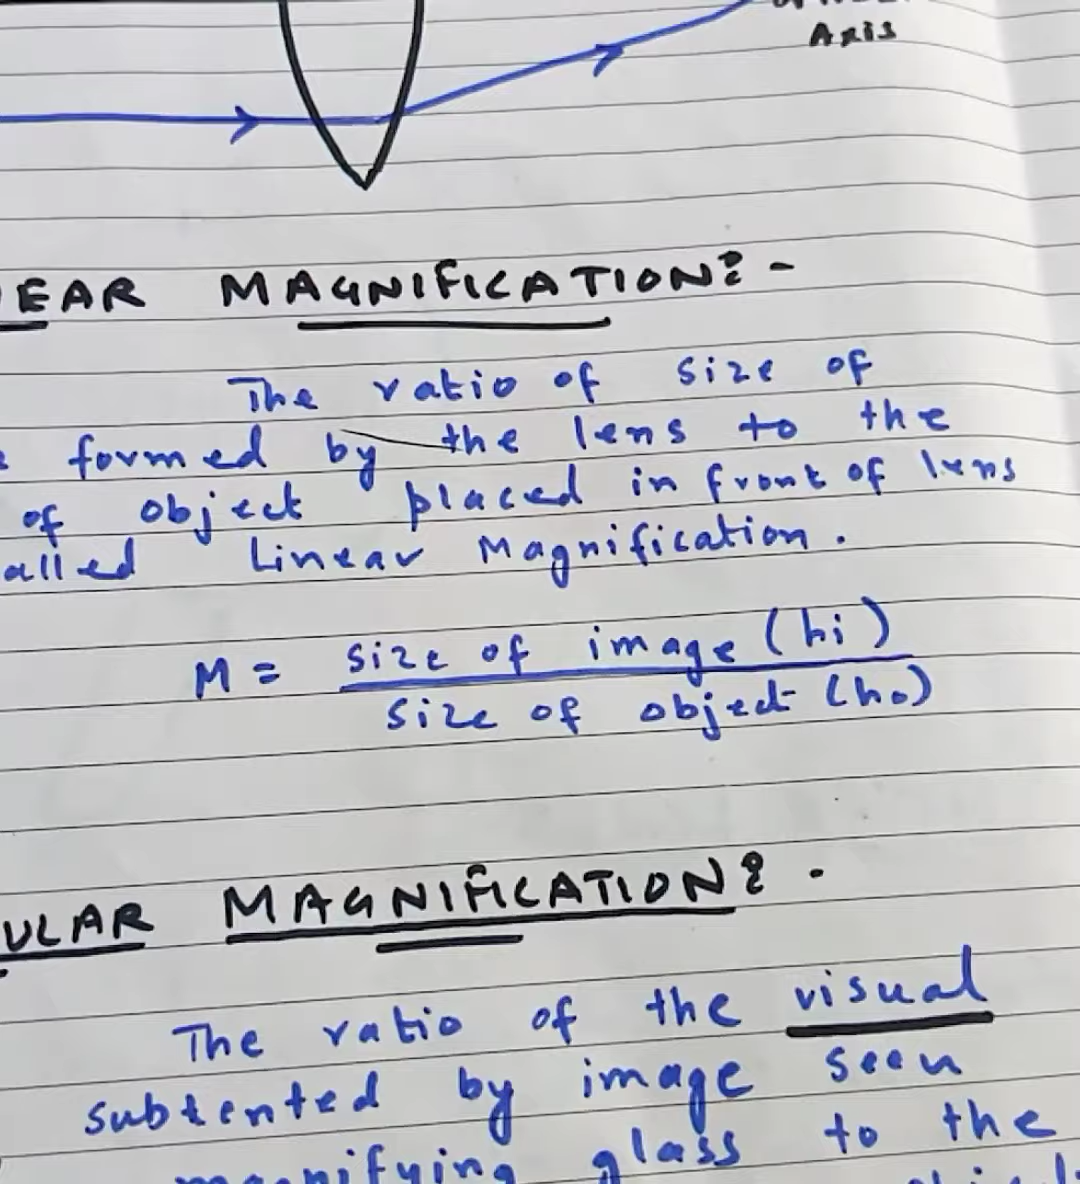 Axis
EAR MAGNIFICATION:-
The ratio of size of
formed by the lens to the
of object placed in front of lens
alled Linear Magnification.
M = size of image (hi)
size of object (ho)
ULAR MAGNIFICATION: -
The ratio of the visual
subtented by image seen
magnifying glass to the